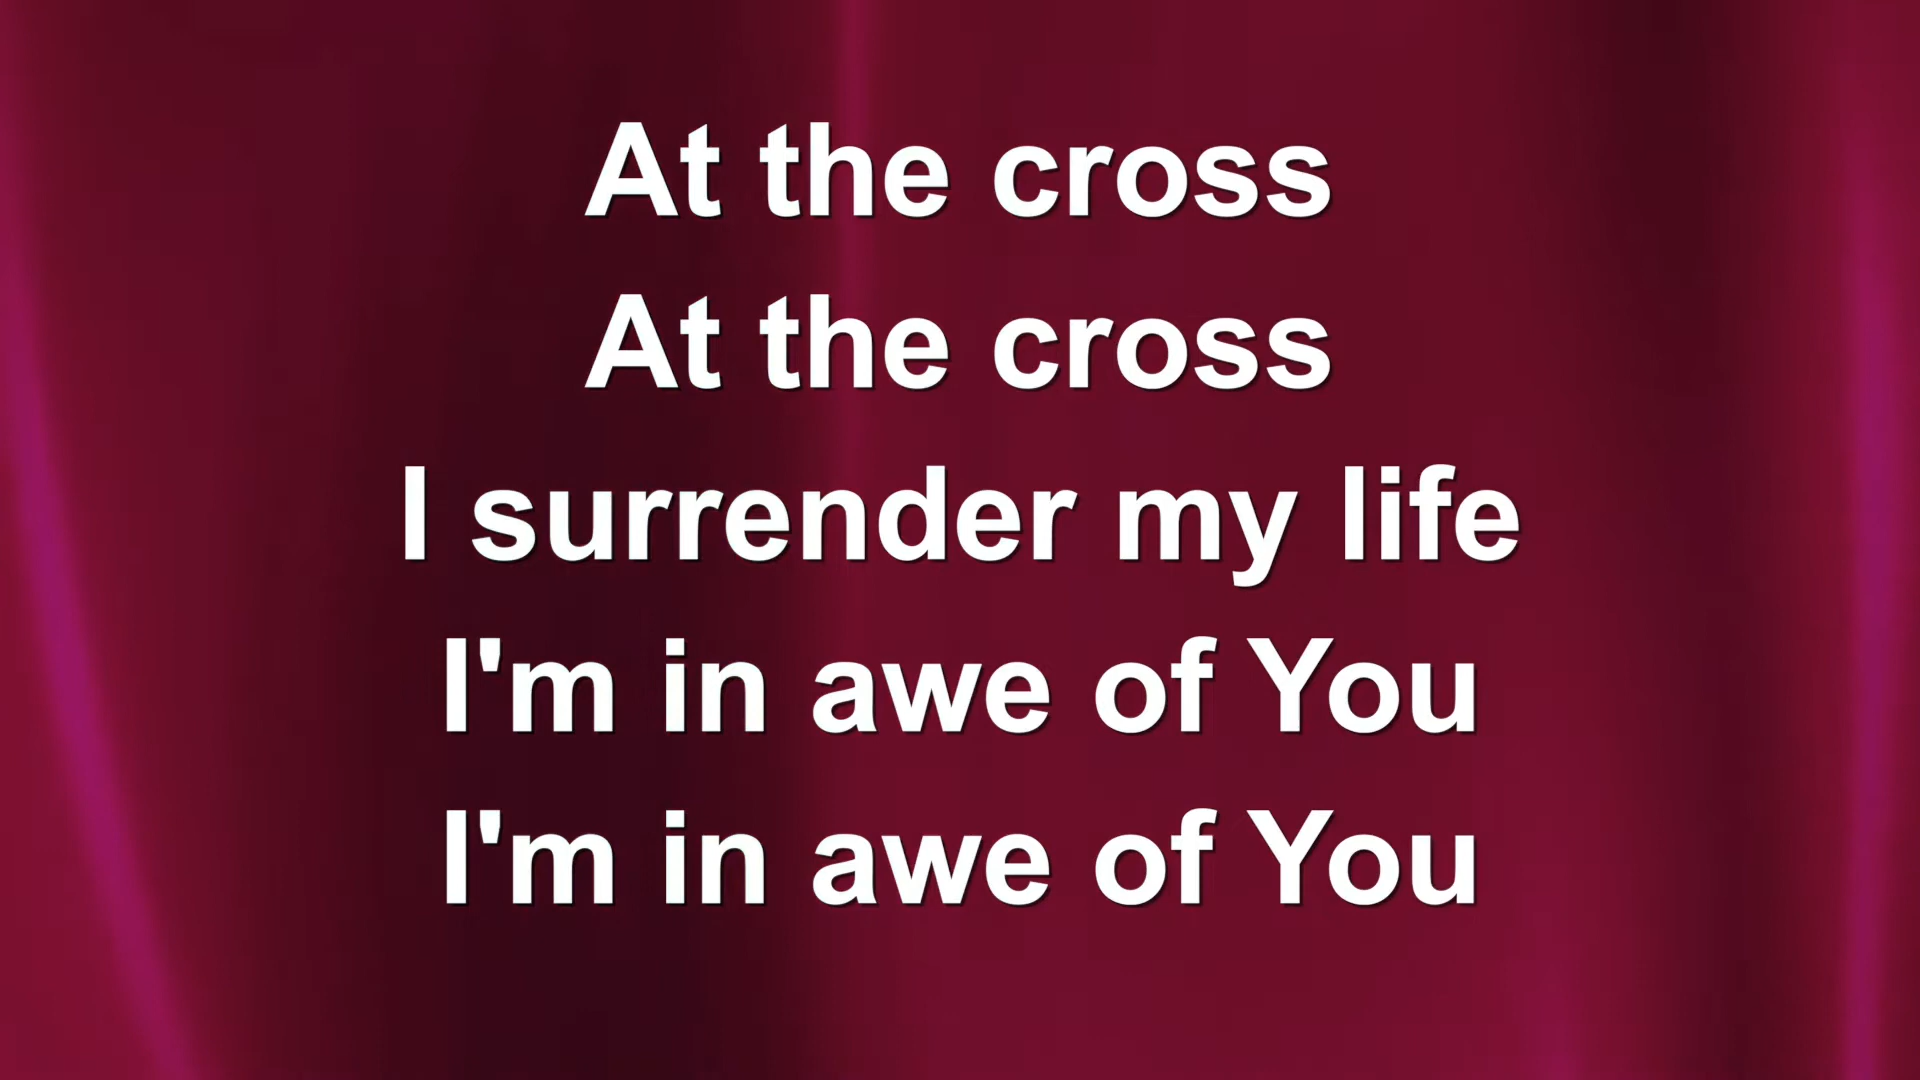 At the cross
At the cross
I surrender my life
I'm in awe of You
I'm in awe of You